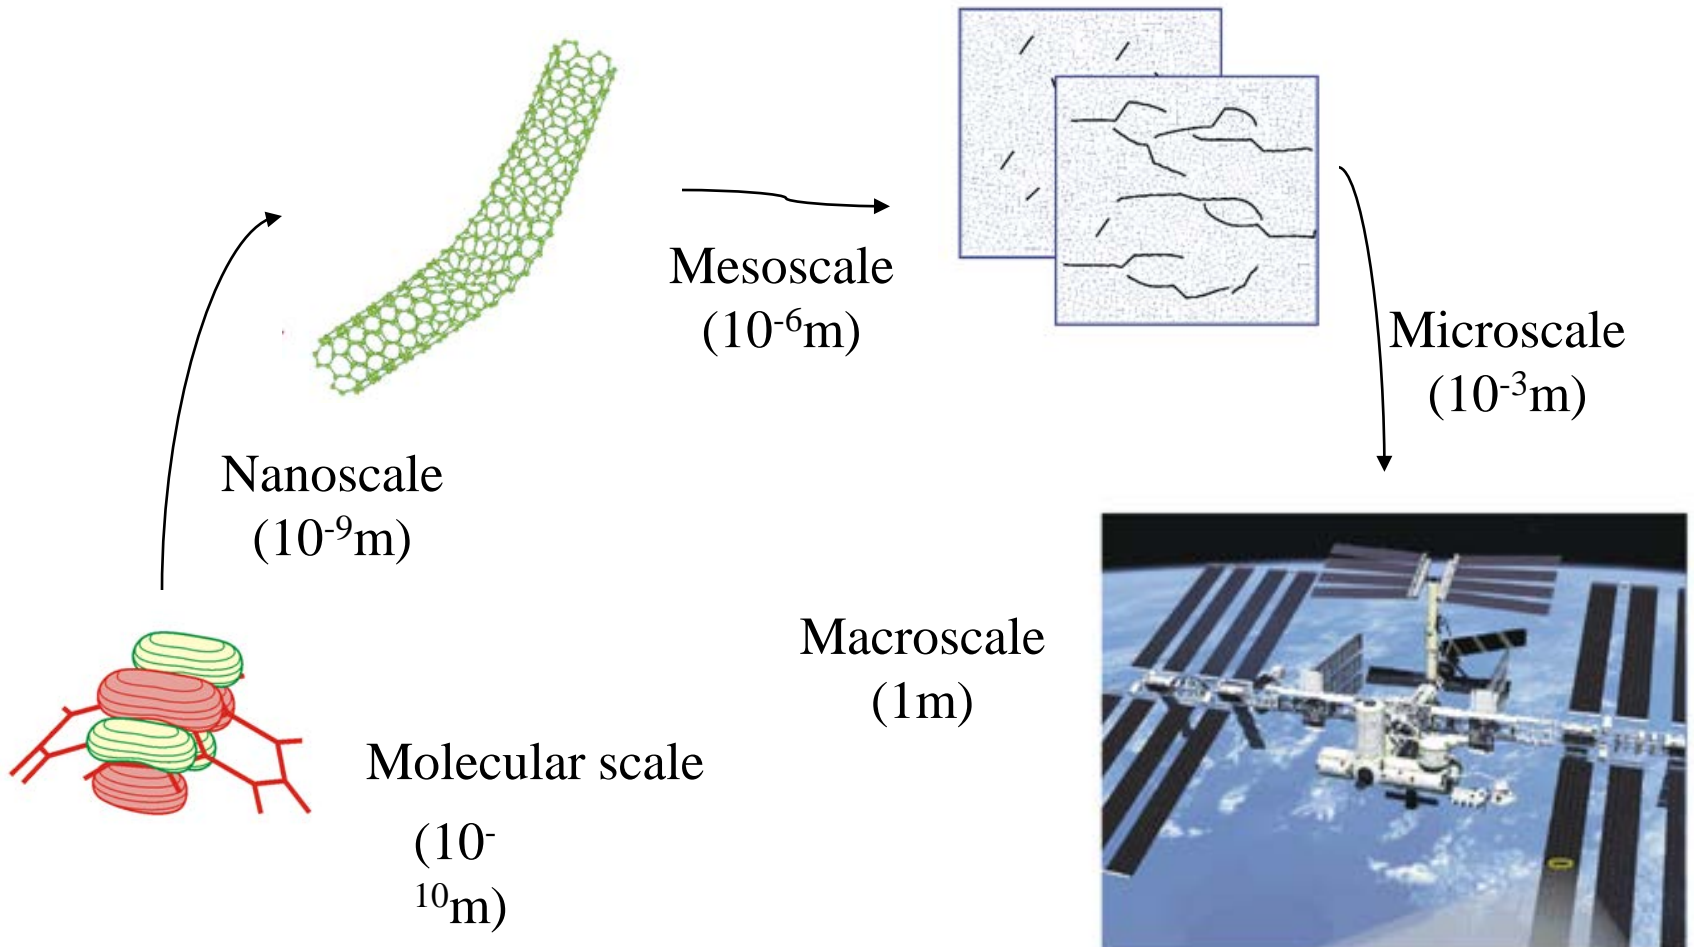 Mesoscale
(10⁻⁶m)
Microscale
(10⁻³m)
Nanoscale
(10⁻⁹m)
Macroscale
(1m)
Molecular scale
(10⁻
¹⁰m)